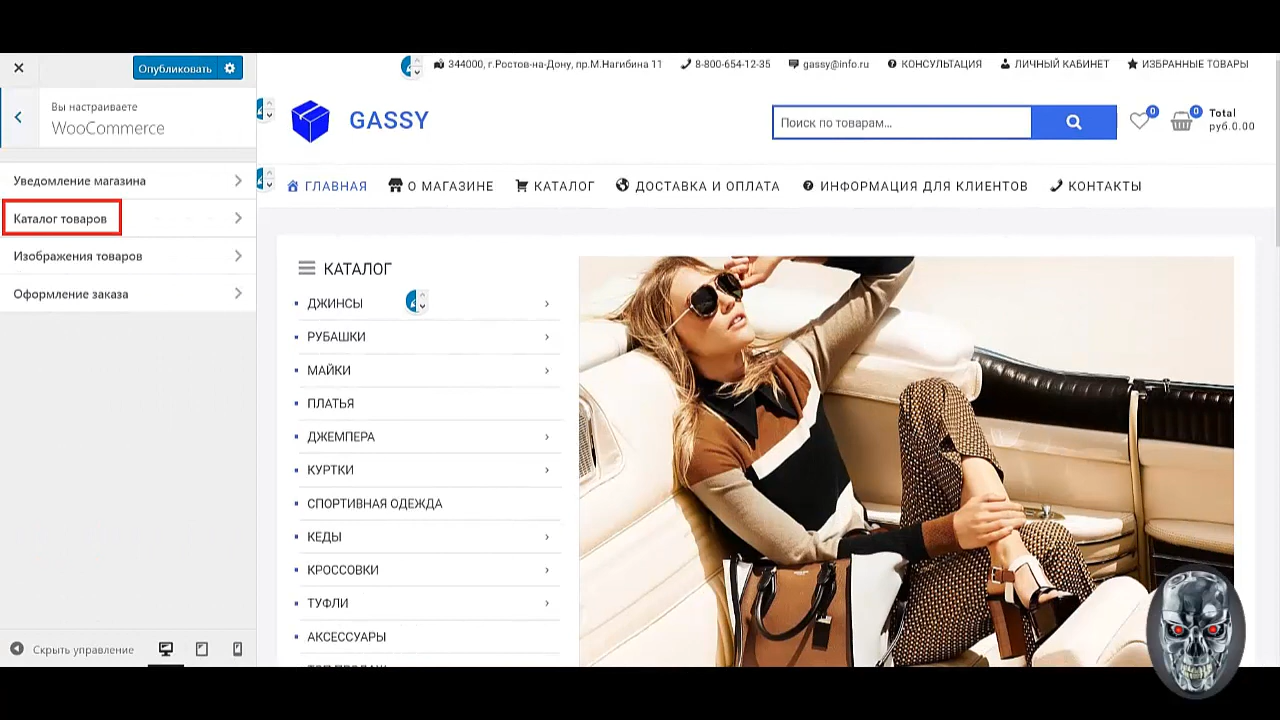 Опубликовать
Вы настраиваете
WooCommerce
Уведомление магазина
Каталог товаров
Изображения товаров
Оформление заказа
Скрыть управление
344000, г.Ростов-на-Дону, пр.М.Нагибина 11 8-800-654-12-35 gassy@info.ru КОНСУЛЬТАЦИЯ ЛИЧНЫЙ КАБИНЕТ ИЗБРАННЫЕ ТОВАРЫ
GASSY
Поиск по товарам...
0
0
Total
руб.0.00
ГЛАВНАЯ О МАГАЗИНЕ КАТАЛОГ ДОСТАВКА И ОПЛАТА ИНФОРМАЦИЯ ДЛЯ КЛИЕНТОВ КОНТАКТЫ
КАТАЛОГ
ДЖИНСЫ
РУБАШКИ
МАЙКИ
ПЛАТЬЯ
ДЖЕМПЕРА
КУРТКИ
СПОРТИВНАЯ ОДЕЖДА
КЕДЫ
КРОССОВКИ
ТУФЛИ
АКСЕССУАРЫ